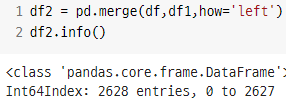 1 df2 = pd.merge(df,df1,how='left')
2 df2.info()
<class 'pandas.core.frame.DataFrame'>
Int64Index: 2628 entries, 0 to 2627